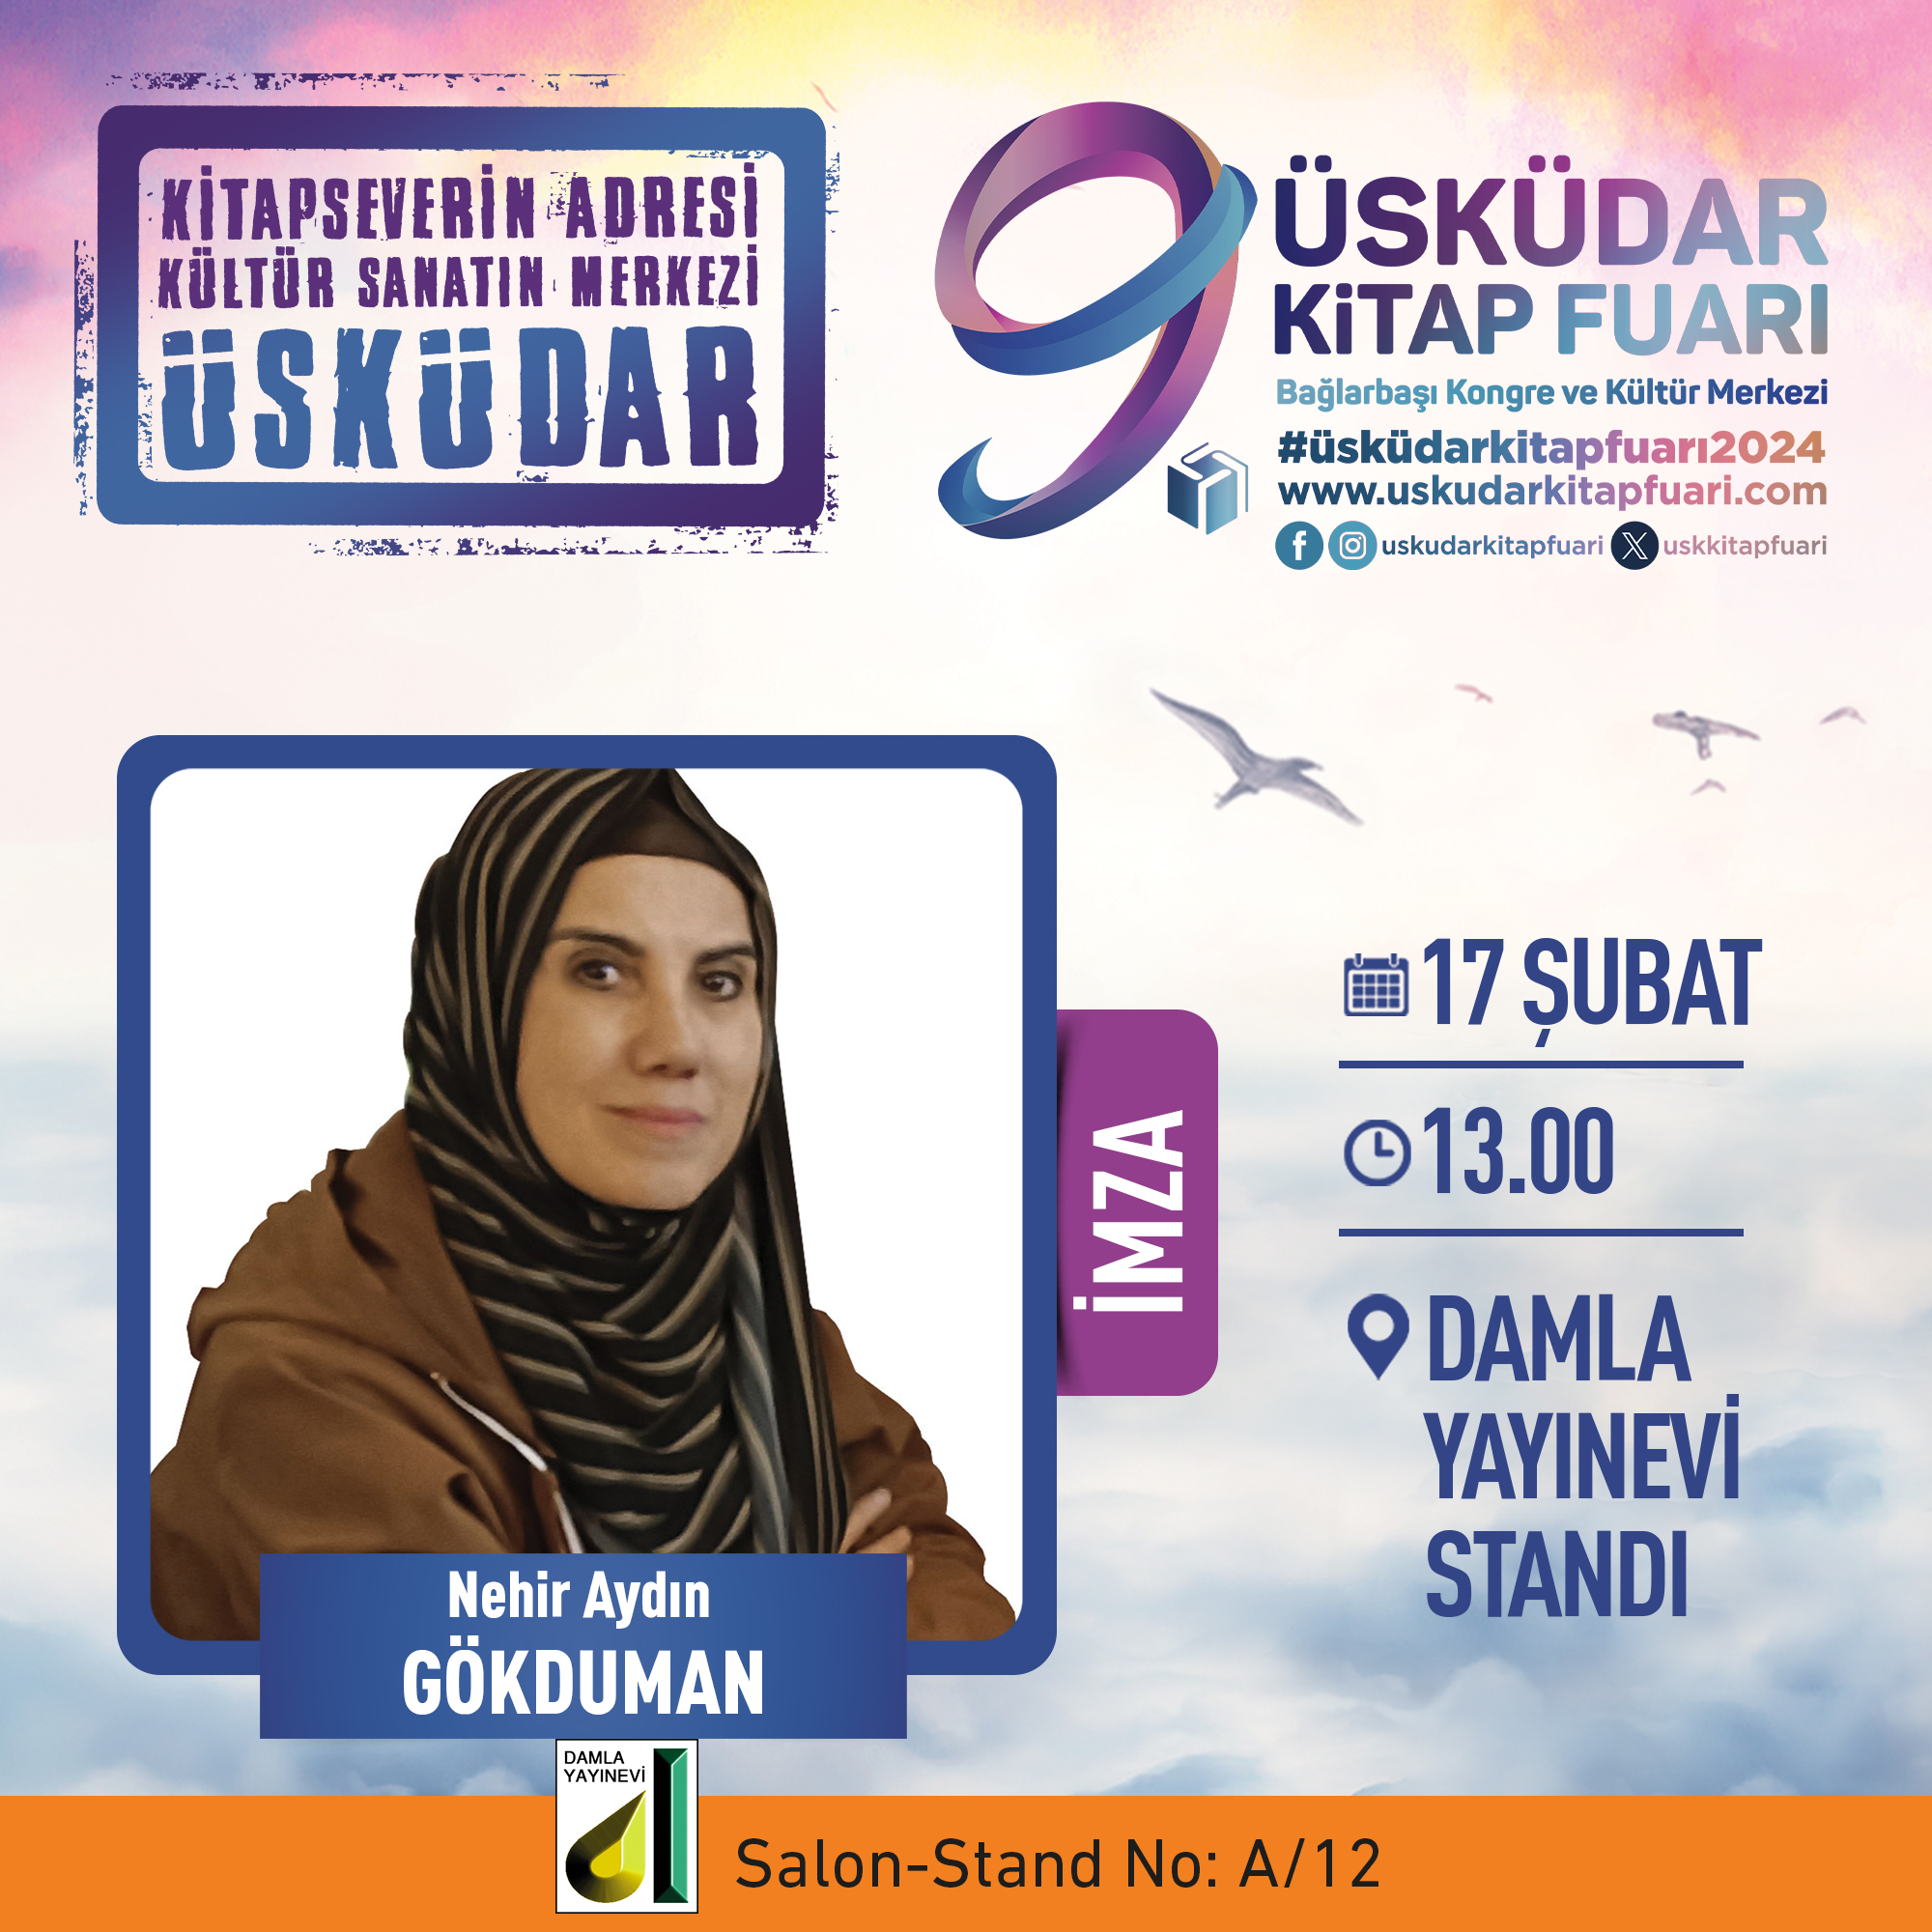 KİTAPSEVERİN ADRESİ
KÜLTÜR SANATIN MERKEZİ
ÜSKÜDAR
9
ÜSKÜDAR
KiTAP FUARI
Bağlarbaşı Kongre ve Kültür Merkezi
#üsküdarkitapfuarı2024
www.uskudarkitapfuari.com
uskudarkitapfuari uskkitapfuari
17 ŞUBAT
13.00
DAMLA
YAYINEVİ
STANDI
İMZA
Nehir Aydın
GÖKDUMAN
DAMLA
YAYINEVİ
Salon-Stand No: A/12